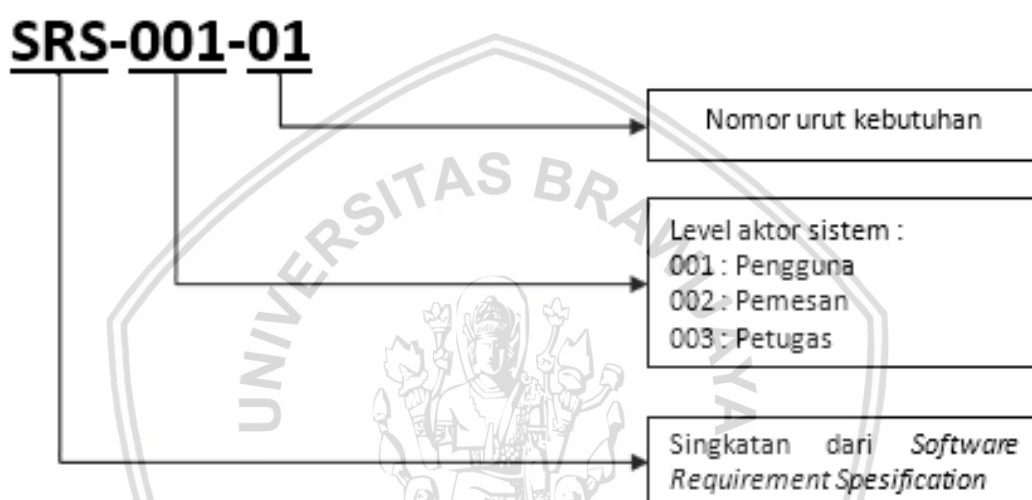 SRS-001-01
Nomor urut kebutuhan
Level aktor sistem :
001 : Pengguna
002 : Pemesan
003 : Petugas
Singkatan dari Software
Requirement Spesification
UNIVERSITAS BRAWIJAYA